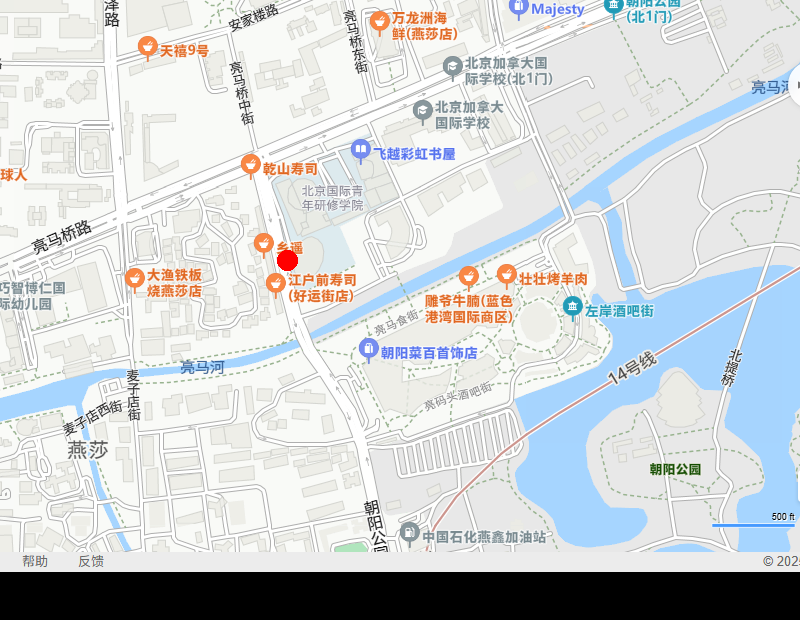 泽路
安家楼路
亮马桥东街
万龙洲海
鲜(燕莎店)
Majesty
朝阳公园
(北1门)
天禧9号
亮马桥中街
北京加拿大国
际学校(北1门)
北京加拿大
国际学校
亮马河
飞越彩虹书屋
乾山寿司
球人
北京国际青
年研修学院
亮马桥路
乡遥
大渔铁板
烧燕莎店
江户前寿司
(好运街店)
巧智博仁国
际幼儿园
壮壮烤羊肉
雕爷牛腩(蓝色
港湾国际商区)
左岸酒吧街
亮马食街
朝阳菜百首饰店
亮马河
14号线
北提桥
麦子店街
麦子店西街
亮码头酒吧街
燕莎
朝阳公园
朝阳公
中国石化燕鑫加油站
500 ft
帮助
反馈
© 202